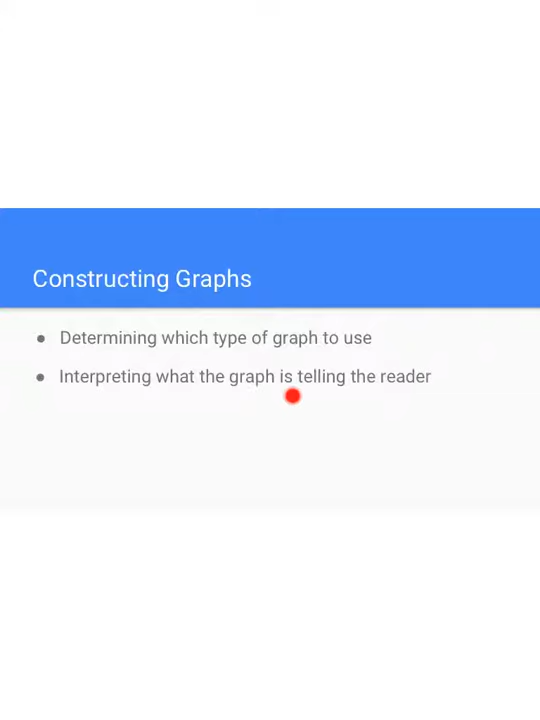 Constructing Graphs
● Determining which type of graph to use
● Interpreting what the graph is telling the reader